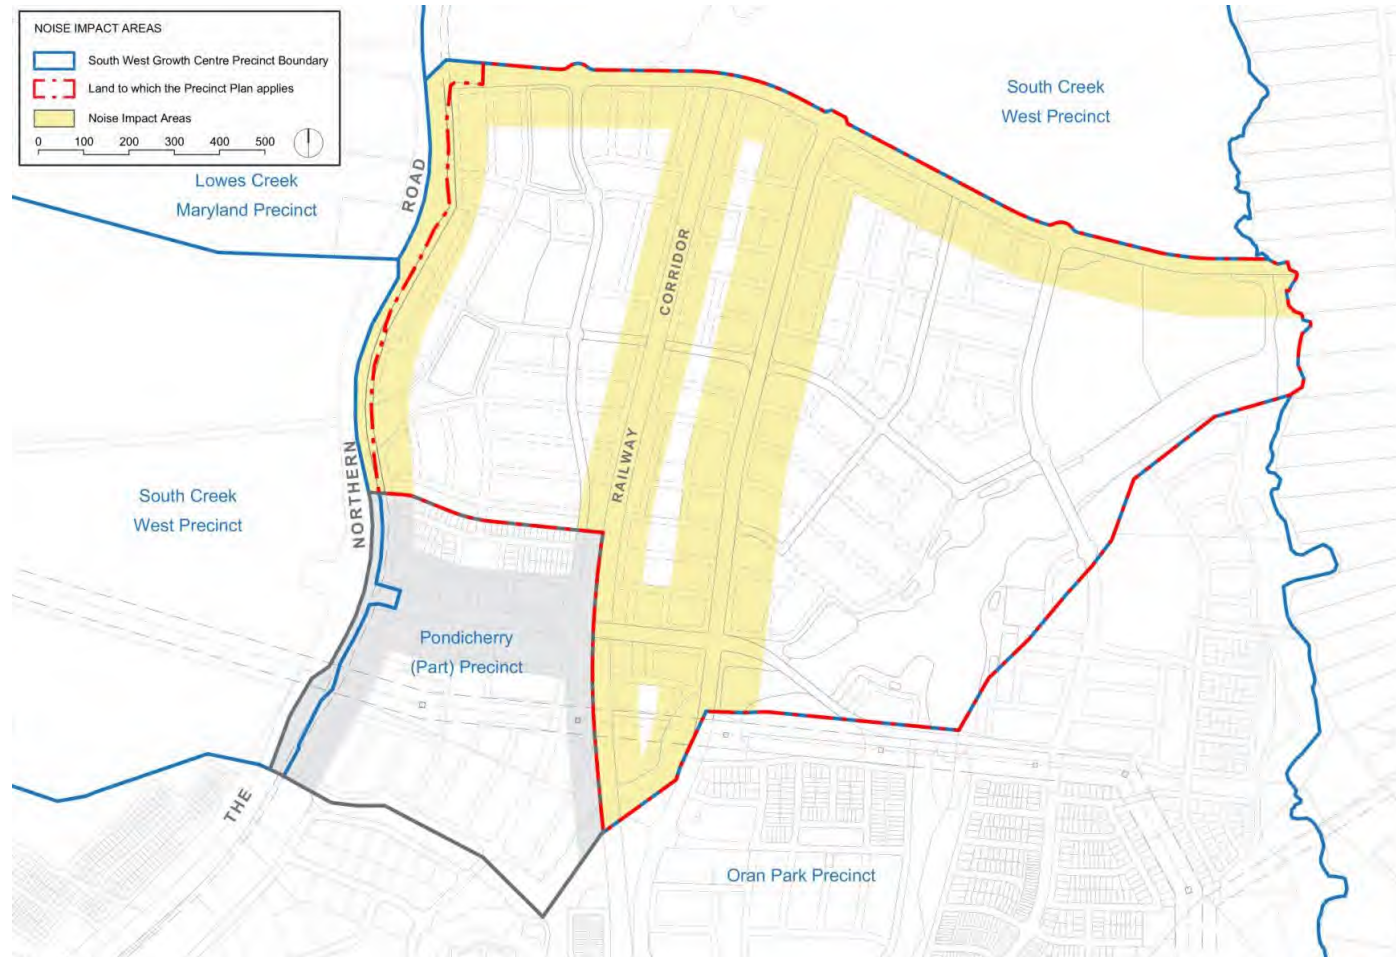 NOISE IMPACT AREAS
South West Growth Centre Precinct Boundary
Land to which the Precinct Plan applies
Noise Impact Areas
0 100 200 300 400 500
South Creek
West Precinct
Lowes Creek
Maryland Precinct
ROAD
CORRIDOR
RAILWAY
NORTHERN
South Creek
West Precinct
Pondicherry
(Part) Precinct
THE
Oran Park Precinct